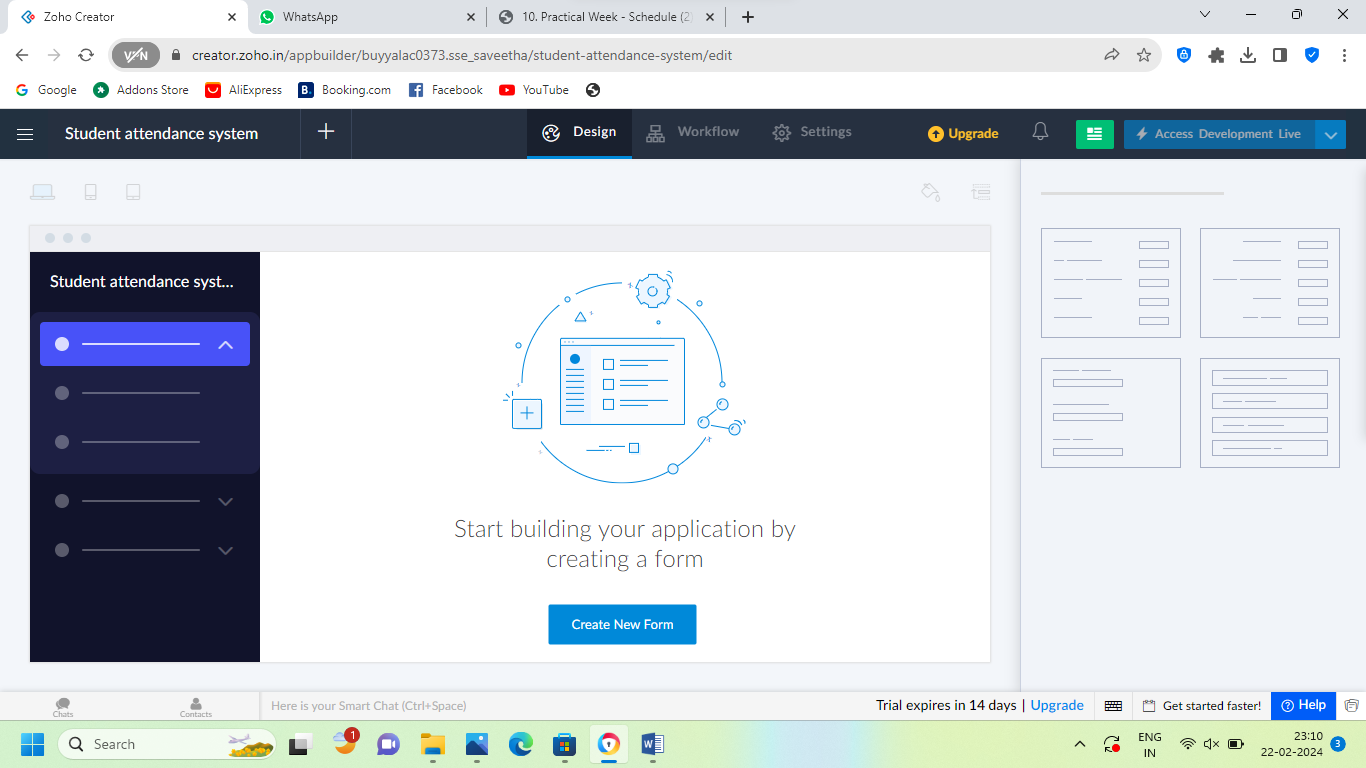 Zoho Creator
WhatsApp
10. Practical Week - Schedule (2)
VPN
creator.zoho.in/appbuilder/buyyalac0373.sse_saveetha/student-attendance-system/edit
Google
Addons Store
AliExpress
B.
Booking.com
Facebook
YouTube
Student attendance system
Design
Workflow
Settings
Upgrade
Access Development Live
Student attendance syst...
Start building your application by
creating a form
Create New Form
Chats
Contacts
Here is your Smart Chat (Ctrl+Space)
Trial expires in 14 days | Upgrade
Get started faster!
Help
Search
1
W
ENG
IN
23:10
22-02-2024
3